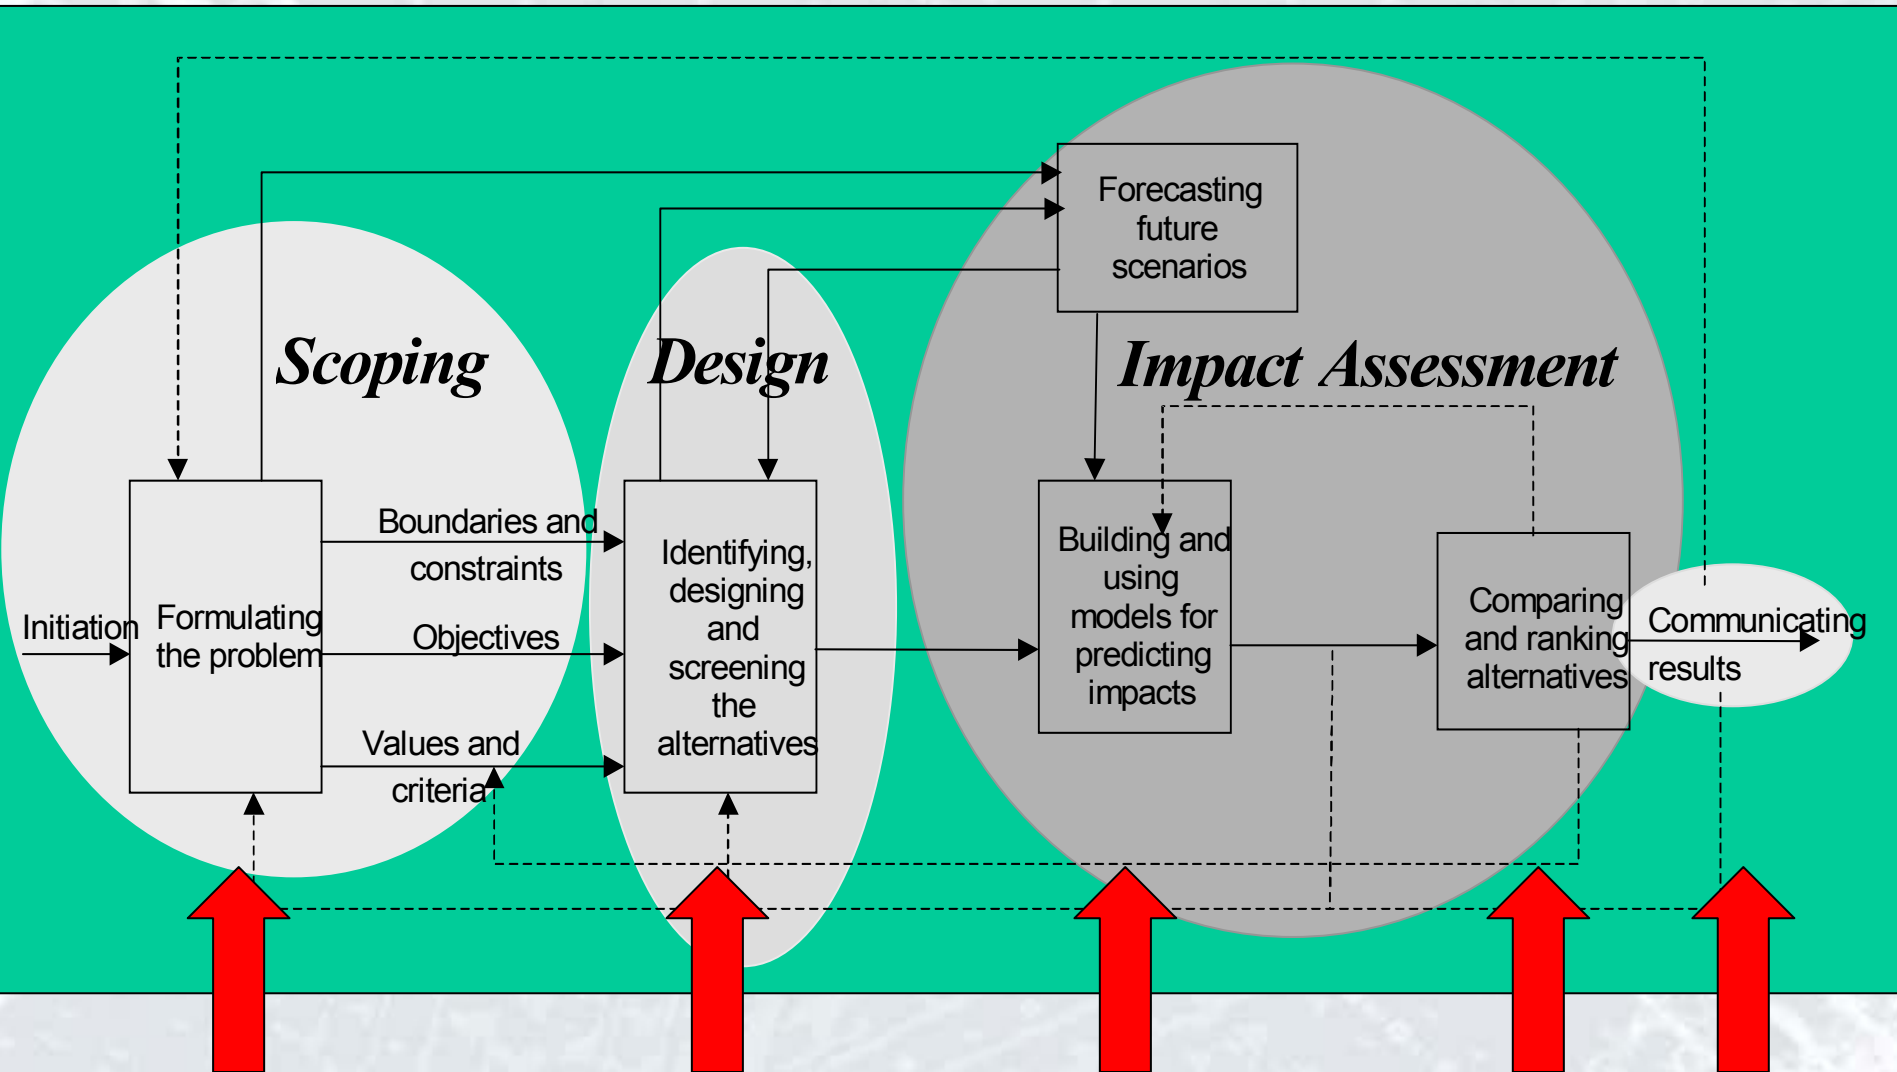 Scoping
Design
Impact Assessment
Forecasting
future
scenarios
Initiation
Formulating
the problem
Boundaries and
constraints
Objectives
Values and
criteria
Identifying,
designing
and
screening
the
alternatives
Building and
using
models for
predicting
impacts
Comparing
and ranking
alternatives
Communicating
results